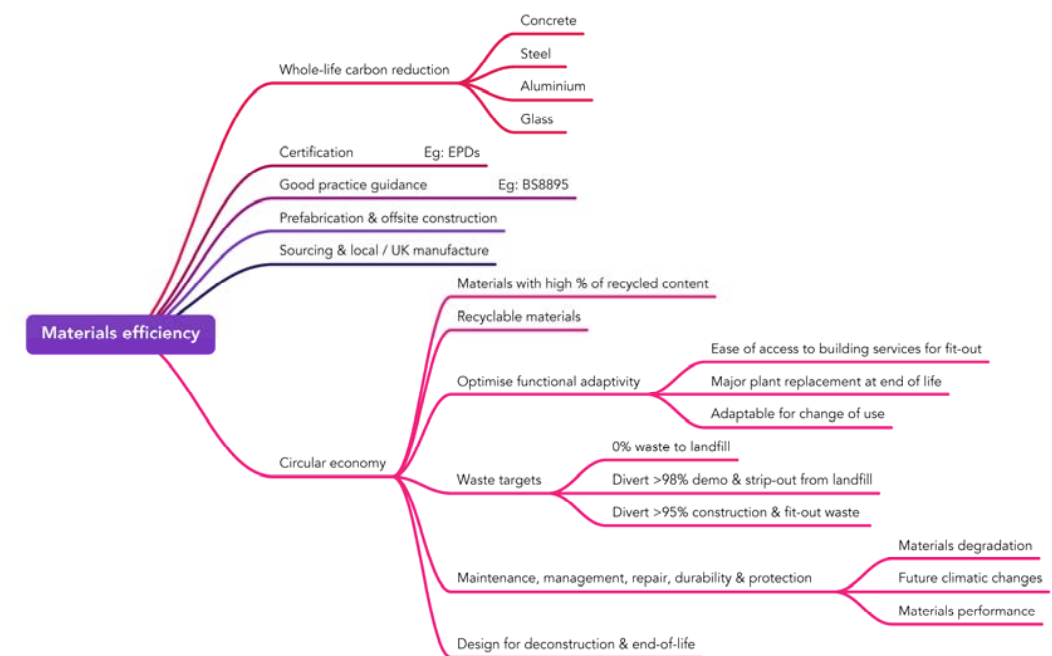 Concrete
Steel
Whole-life carbon reduction
Aluminium
Glass
Certification Eg: EPDs
Good practice guidance Eg: BS8895
Prefabrication & offsite construction
Sourcing & local / UK manufacture
Materials efficiency
Materials with high % of recycled content
Recyclable materials
Ease of access to building services for fit-out
Optimise functional adaptivity
Major plant replacement at end of life
Adaptable for change of use
Circular economy
0% waste to landfill
Waste targets
Divert >98% demo & strip-out from landfill
Divert >95% construction & fit-out waste
Materials degradation
Maintenance, management, repair, durability & protection
Future climatic changes
Materials performance
Design for deconstruction & end-of-life